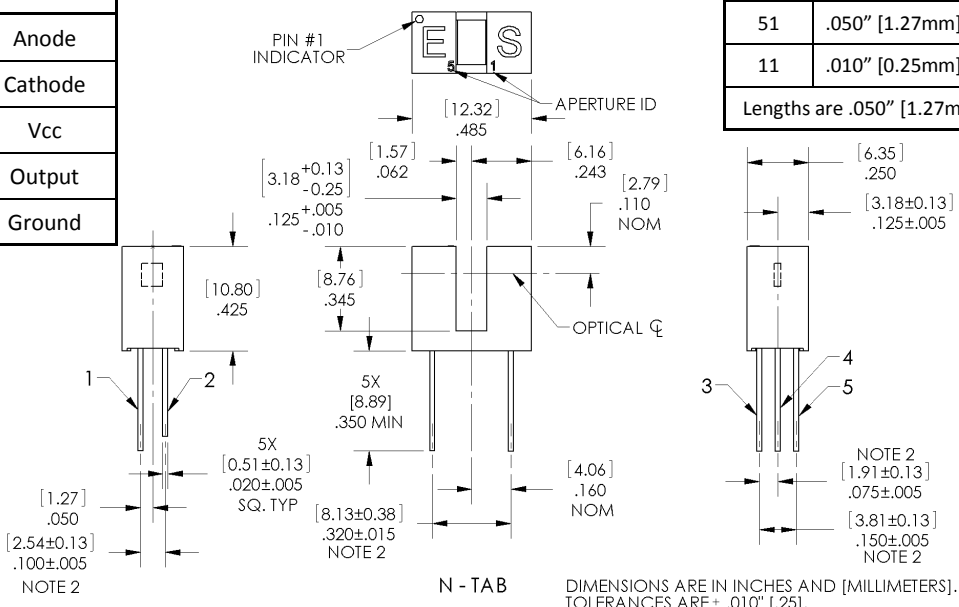 Anode
Cathode
Vcc
Output
Ground
51 .050” [1.27mm]
11 .010” [0.25mm]
Lengths are .050” [1.27m
PIN #1
INDICATOR
E S
5 1
APERTURE ID
[12.32]
.485
[1.57]
.062
[6.16]
.243
[3.18 +0.13
-0.25]
.125 +.005
-.010
[2.79]
.110
NOM
[6.35]
.250
[3.18±0.13]
.125±.005
[10.80]
.425
[8.76]
.345
OPTICAL ℄
1
2
5X
[8.89]
.350 MIN
3
4
5
5X
[0.51±0.13]
.020±.005
SQ. TYP
[1.27]
.050
[2.54±0.13]
.100±.005
NOTE 2
[8.13±0.38]
.320±.015
NOTE 2
[4.06]
.160
NOM
NOTE 2
[1.91±0.13]
.075±.005
[3.81±0.13]
.150±.005
NOTE 2
N - TAB
DIMENSIONS ARE IN INCHES AND [MILLIMETERS].
TOLERANCES ARE ± .010" [.25].